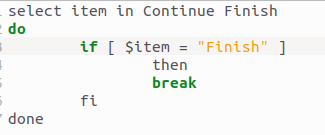 select item in Continue Finish
do
if [ $item = "Finish" ]
then
break
fi
done